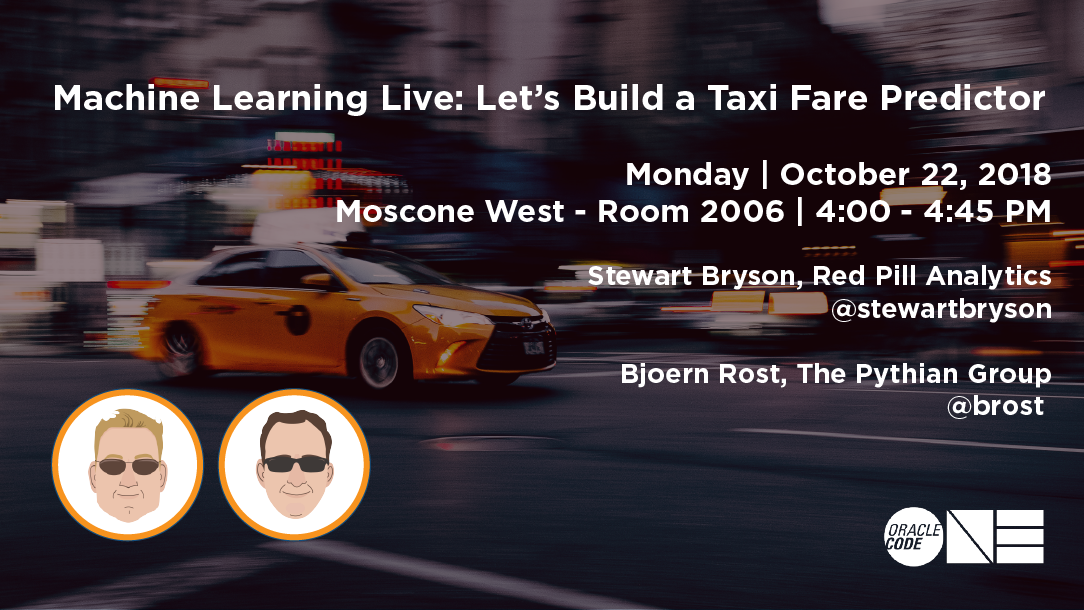 Machine Learning Live: Let’s Build a Taxi Fare Predictor
Monday | October 22, 2018
Moscone West - Room 2006 | 4:00 - 4:45 PM
Stewart Bryson, Red Pill Analytics
@stewartbryson
Bjoern Rost, The Pythian Group
@brost
ORACLE
CODE
ONE